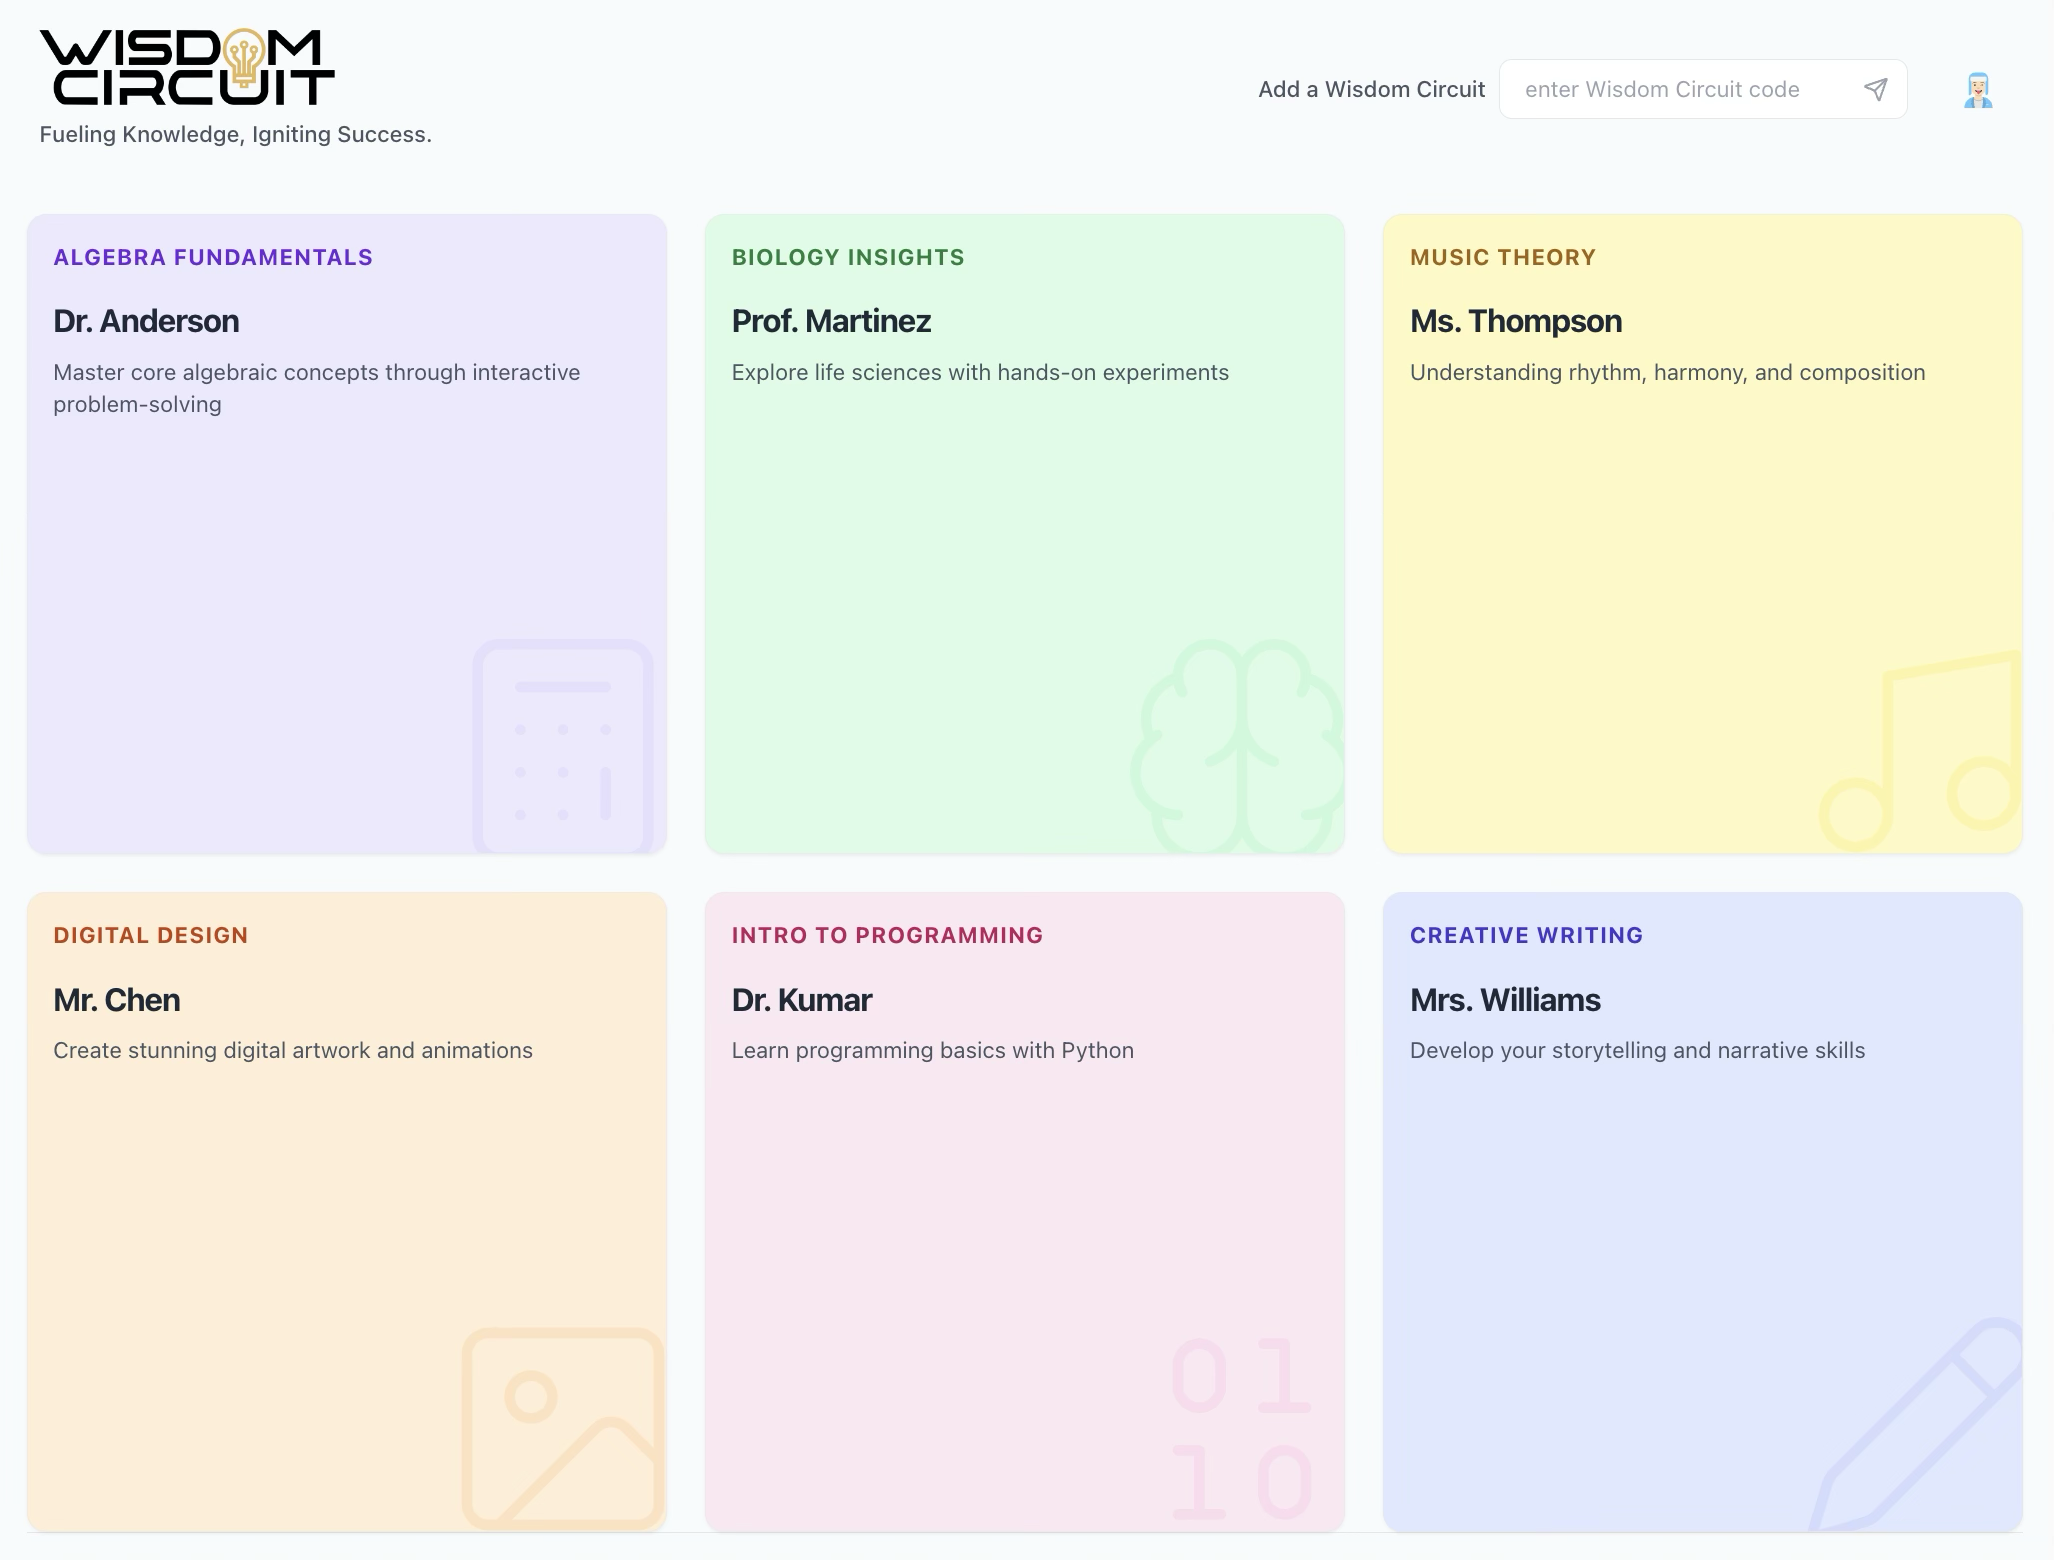 WISDOM
CIRCUIT
Fueling Knowledge, Igniting Success.
Add a Wisdom Circuit
enter Wisdom Circuit code
ALGEBRA FUNDAMENTALS
Dr. Anderson
Master core algebraic concepts through interactive
problem-solving
BIOLOGY INSIGHTS
Prof. Martinez
Explore life sciences with hands-on experiments
MUSIC THEORY
Ms. Thompson
Understanding rhythm, harmony, and composition
DIGITAL DESIGN
Mr. Chen
Create stunning digital artwork and animations
INTRO TO PROGRAMMING
Dr. Kumar
Learn programming basics with Python
01
10
CREATIVE WRITING
Mrs. Williams
Develop your storytelling and narrative skills